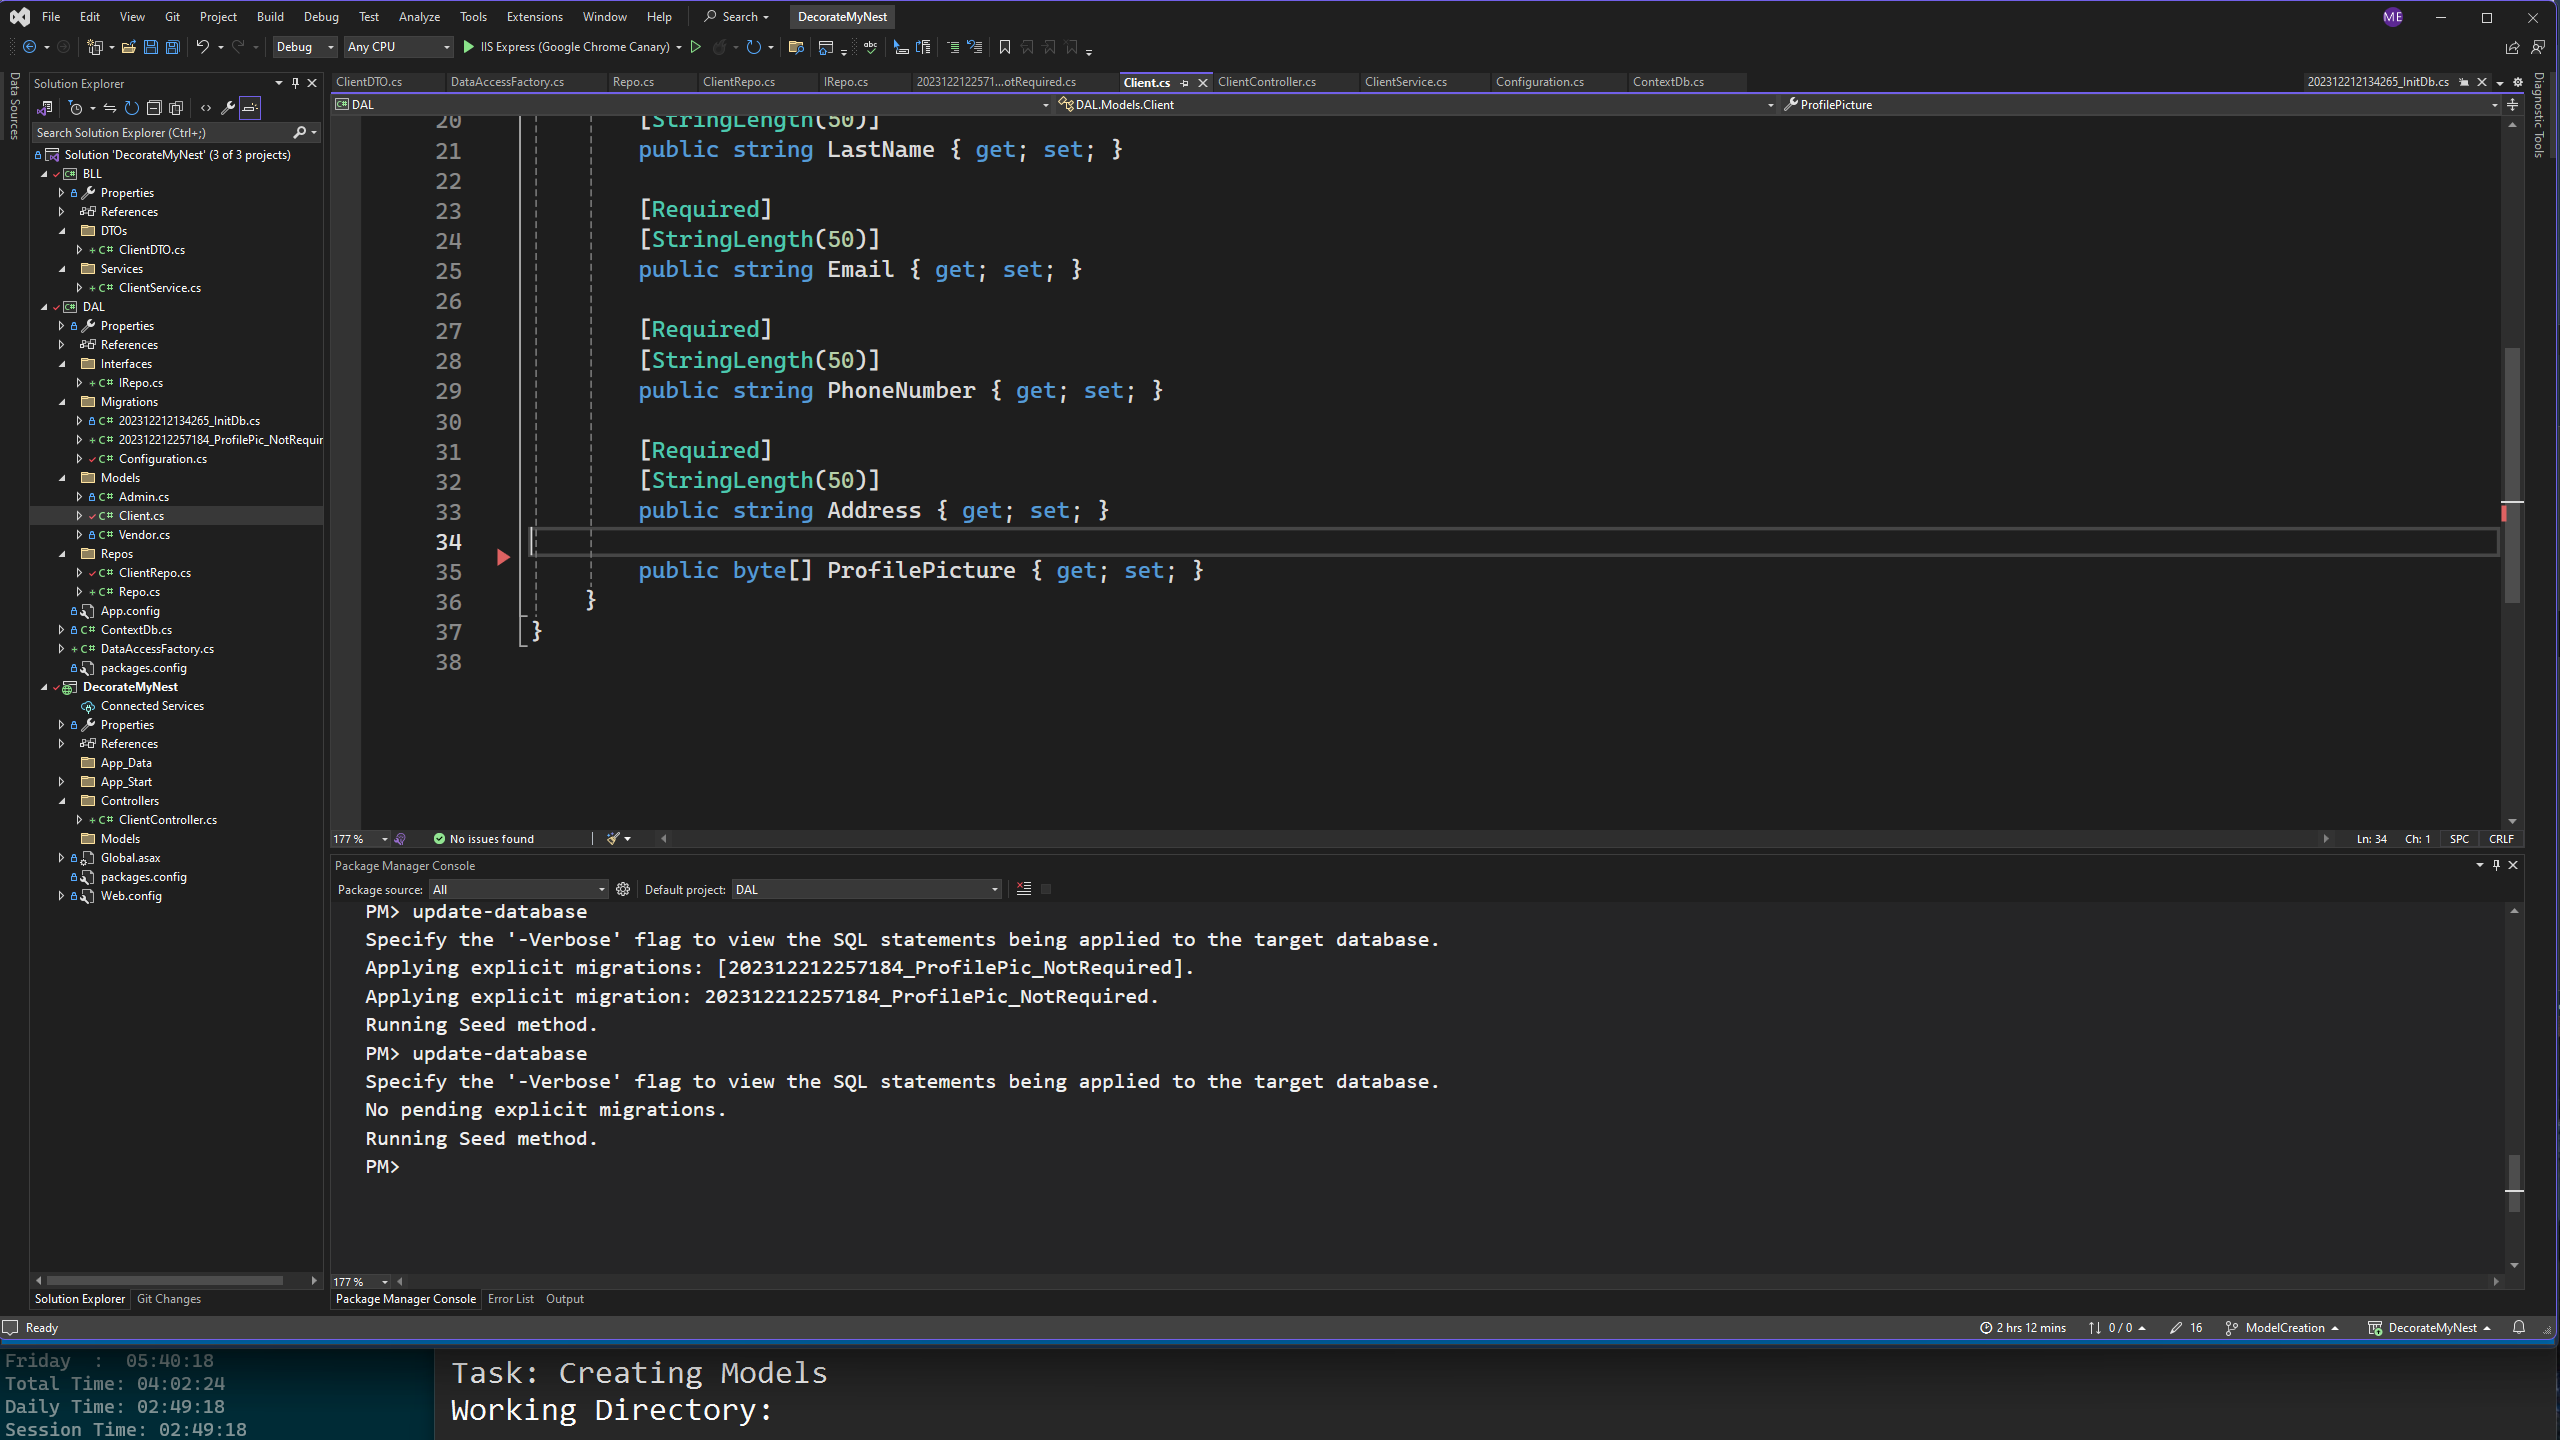 File Edit View Git Project Build Debug Test Analyze Tools Extensions Window Help Search DecorateMyNest ME
Debug Any CPU IIS Express (Google Chrome Canary)
Data Sources
Solution Explorer
Search Solution Explorer (Ctrl+;)
Solution 'DecorateMyNest' (3 of 3 projects)
BLL
Properties
References
DTOs
C# ClientDTO.cs
Services
C# ClientService.cs
DAL
Properties
References
Interfaces
C# IRepo.cs
Migrations
C# 202312212134265_InitDb.cs
C# 202312212257184_ProfilePic_NotRequir
C# Configuration.cs
Models
C# Admin.cs
C# Client.cs
C# Vendor.cs
Repos
C# ClientRepo.cs
C# Repo.cs
App.config
C# ContextDb.cs
C# DataAccessFactory.cs
packages.config
DecorateMyNest
Connected Services
Properties
References
App_Data
App_Start
Controllers
C# ClientController.cs
Models
Global.asax
packages.config
Web.config
Solution Explorer Git Changes
ClientDTO.cs DataAccessFactory.cs Repo.cs ClientRepo.cs IRepo.cs 2023122122571...otRequired.cs Client.cs ClientController.cs ClientService.cs Configuration.cs ContextDb.cs 202312212134265_InitDb.cs
DAL DAL.Models.Client ProfilePicture
20 [StringLength(50)]
21 public string LastName { get; set; }
22
23 [Required]
24 [StringLength(50)]
25 public string Email { get; set; }
26
27 [Required]
28 [StringLength(50)]
29 public string PhoneNumber { get; set; }
30
31 [Required]
32 [StringLength(50)]
33 public string Address { get; set; }
34
35 public byte[] ProfilePicture { get; set; }
36 }
37 }
38
177 % No issues found Ln: 34 Ch: 1 SPC CRLF
Diagnostic Tools
Package Manager Console
Package source: All Default project: DAL
PM> update-database
Specify the '-Verbose' flag to view the SQL statements being applied to the target database.
Applying explicit migrations: [202312212257184_ProfilePic_NotRequired].
Applying explicit migration: 202312212257184_ProfilePic_NotRequired.
Running Seed method.
PM> update-database
Specify the '-Verbose' flag to view the SQL statements being applied to the target database.
No pending explicit migrations.
Running Seed method.
PM>
177 %
Package Manager Console Error List Output
Ready 2 hrs 12 mins 0 / 0 16 ModelCreation DecorateMyNest
Friday : 05:40:18
Total Time: 04:02:24
Daily Time: 02:49:18
Session Time: 02:49:18
Task: Creating Models
Working Directory: